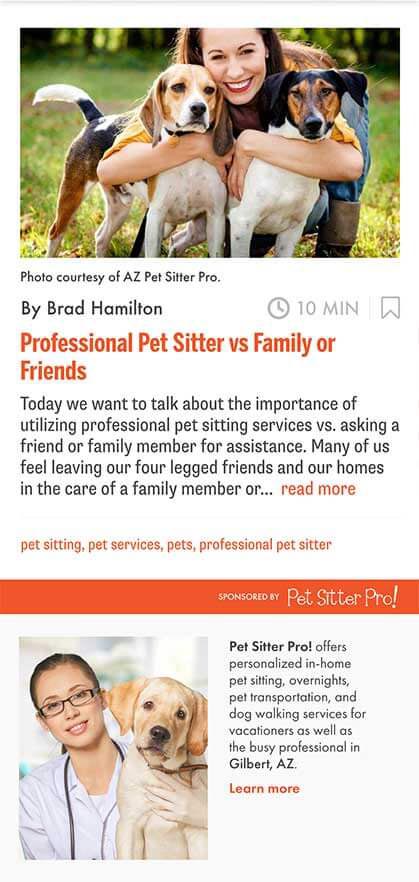 Photo courtesy of AZ Pet Sitter Pro.
By Brad Hamilton
10 MIN
Professional Pet Sitter vs Family or
Friends
Today we want to talk about the importance of
utilizing professional pet sitting services vs. asking a
friend or family member for assistance. Many of us
feel leaving our four legged friends and our homes
in the care of a family member or... read more
pet sitting, pet services, pets, professional pet sitter
SPONSORED BY Pet Sitter Pro!
Pet Sitter Pro! offers
personalized in-home
pet sitting, overnights,
pet transportation, and
dog walking services for
vacationers as well as
the busy professional in
Gilbert, AZ.
Learn more